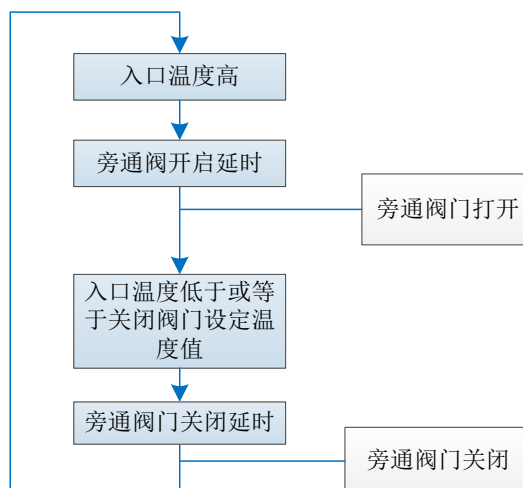 入口温度高
旁通阀开启延时
旁通阀门打开
入口温度低于或等
于关闭阀门设定温
度值
旁通阀门关闭延时
旁通阀门关闭